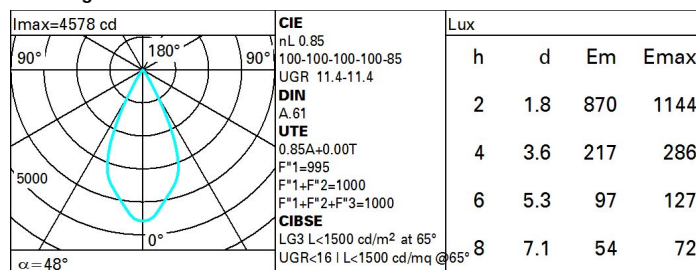 Imax=4578 cd
90°
180°
90°
5000
0°
α=48°
CIE
nL 0.85
100-100-100-100-85
UGR 11.4-11.4
DIN
A.61
UTE
0.85A+0.00T
F"1=995
F"1+F"2=1000
F"1+F"2+F"3=1000
CIBSE
LG3 L<1500 cd/m² at 65°
UGR<16 | L<1500 cd/mq @65°
Lux
h d Em Emax
2 1.8 870 1144
4 3.6 217 286
6 5.3 97 127
8 7.1 54 72